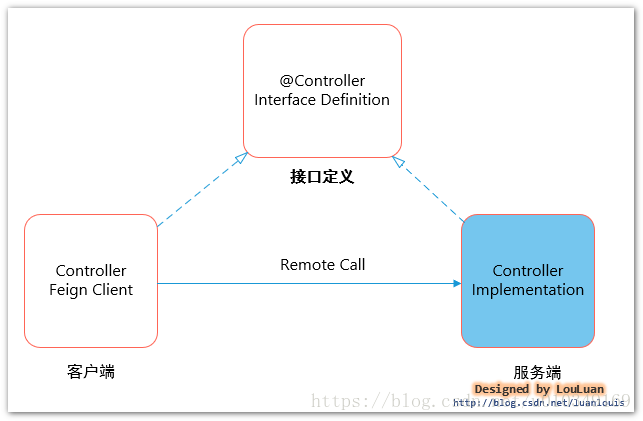 @Controller
Interface Definition
接口定义
Controller
Feign Client
Remote Call
Controller
Implementation
客户端
服务端
Designed by LouLuan
http://blog.csdn.net/luanlouis